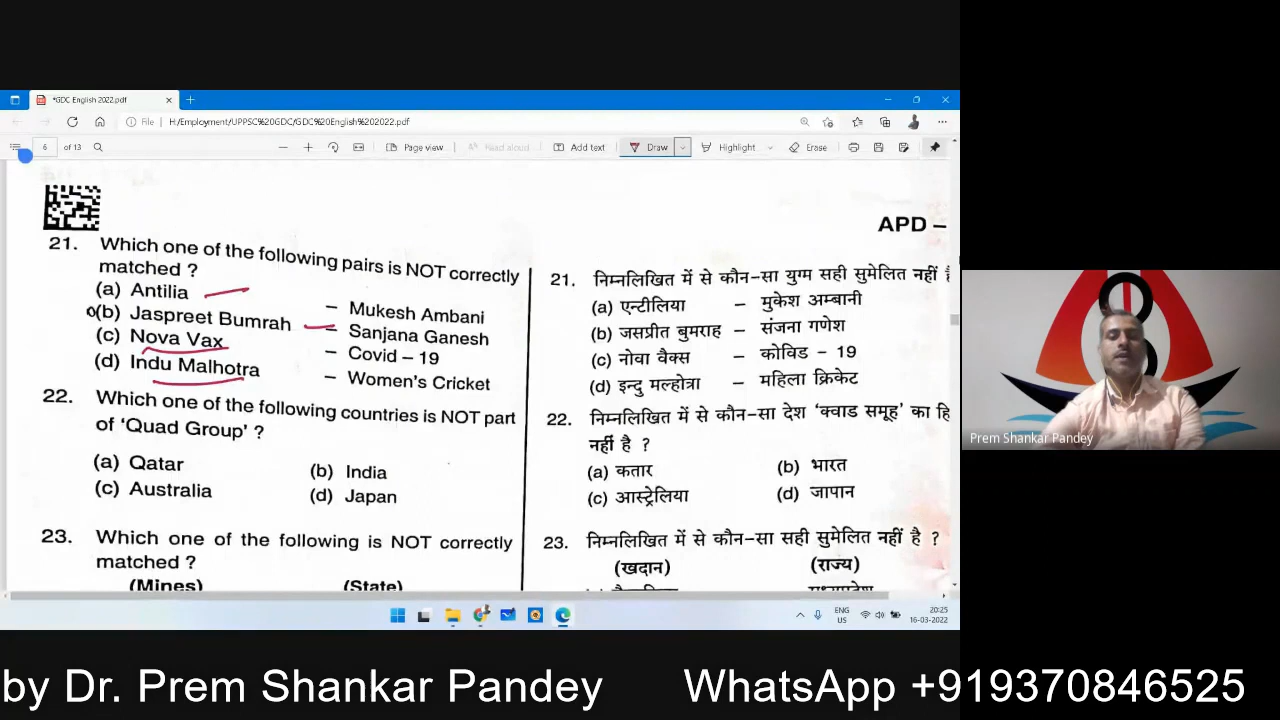 *GDC English 2022.pdf
File | H:/Employment/UPPSC%20GDC/GDC%20English%202022.pdf
6 of 13 Page view Read aloud Add text Draw Highlight Erase
APD –
21. Which one of the following pairs is NOT correctly
matched ?
(a) Antilia – Mukesh Ambani
(b) Jaspreet Bumrah – Sanjana Ganesh
(c) Nova Vax – Covid – 19
(d) Indu Malhotra – Women's Cricket
22. Which one of the following countries is NOT part
of 'Quad Group' ?
(a) Qatar (b) India
(c) Australia (d) Japan
23. Which one of the following is NOT correctly
matched ?
(Mines) (State)
21. निम्नलिखित में से कौन-सा युग्म सही सुमेलित नहीं
(a) एन्टीलिया – मुकेश अम्बानी
(b) जसप्रीत बुमराह – संजना गणेश
(c) नोवा वैक्स – कोविड – 19
(d) इन्दु मल्होत्रा – महिला क्रिकेट
22. निम्नलिखित में से कौन-सा देश 'क्वाड समूह' का
नहीं है ?
(a) कतार (b) भारत
(c) आस्ट्रेलिया (d) जापान
23. निम्नलिखित में से कौन-सा सही सुमेलित नहीं है ?
(खदान) (राज्य)
Prem Shankar Pandey
ENG
US
20:25
16-03-2022
by Dr. Prem Shankar Pandey WhatsApp +919370846525